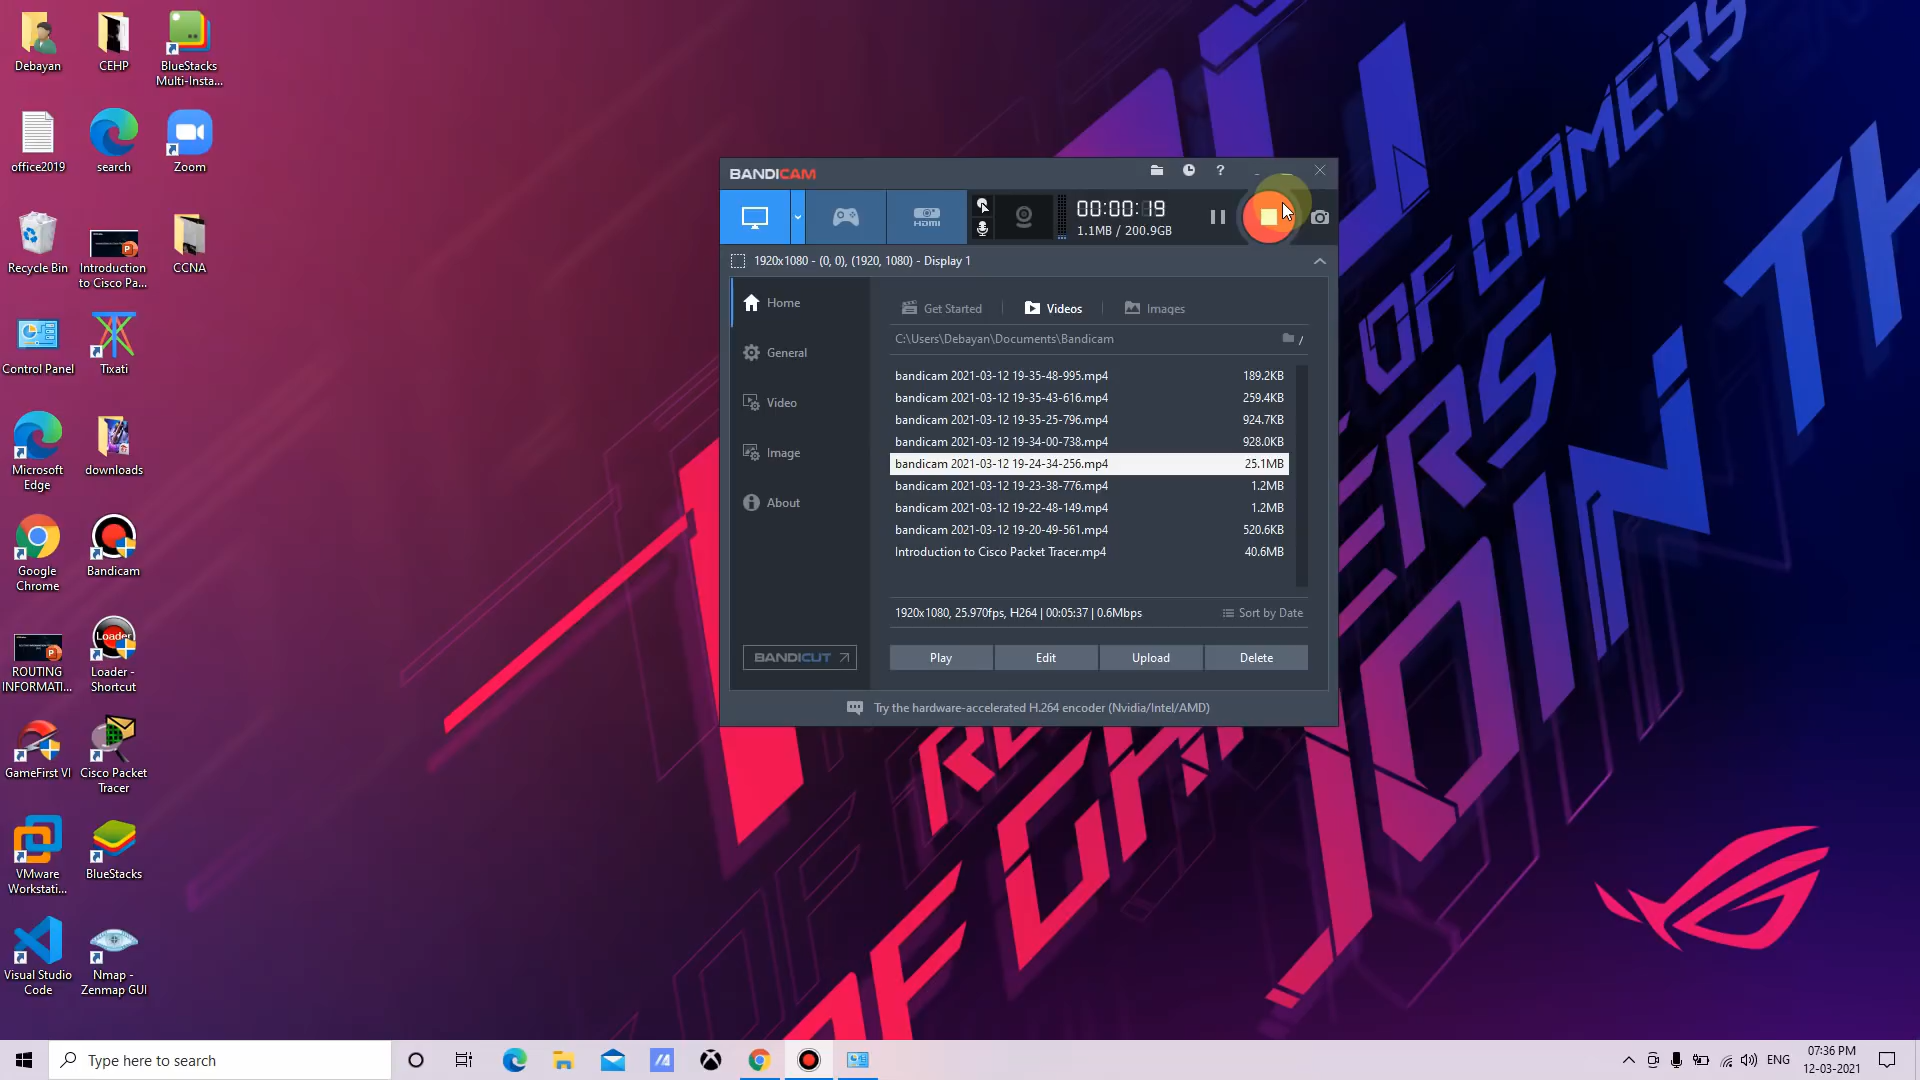 Debayan
CEHP
BlueStacks
Multi-Insta...
office2019
search
Zoom
Recycle Bin
Introduction
to Cisco Pa...
CCNA
Control Panel
Tixati
Microsoft
Edge
downloads
Google
Chrome
Bandicam
ROUTING
INFORMATI...
Loader
Loader -
Shortcut
GameFirst VI
Cisco Packet
Tracer
VMware
Workstati...
BlueStacks
Visual Studio
Code
Nmap -
Zenmap GUI
BANDICAM
?
HDMI
00:00:19
1.1MB / 200.9GB
1920x1080 - (0, 0), (1920, 1080) - Display 1
Home
General
Video
Image
About
BANDICUT
Get Started
Videos
Images
C:\Users\Debayan\Documents\Bandicam
/
bandicam 2021-03-12 19-35-48-995.mp4 189.2KB
bandicam 2021-03-12 19-35-43-616.mp4 259.4KB
bandicam 2021-03-12 19-35-25-796.mp4 924.7KB
bandicam 2021-03-12 19-34-00-738.mp4 928.0KB
bandicam 2021-03-12 19-24-34-256.mp4 25.1MB
bandicam 2021-03-12 19-23-38-776.mp4 1.2MB
bandicam 2021-03-12 19-22-48-149.mp4 1.2MB
bandicam 2021-03-12 19-20-49-561.mp4 520.6KB
Introduction to Cisco Packet Tracer.mp4 40.6MB
1920x1080, 25.970fps, H264 | 00:05:37 | 0.6Mbps
Sort by Date
Play
Edit
Upload
Delete
Try the hardware-accelerated H.264 encoder (Nvidia/Intel/AMD)
OF GAMERS
JOIN TH
OF GAMERS
OF GAMERS
Type here to search
ENG
07:36 PM
12-03-2021